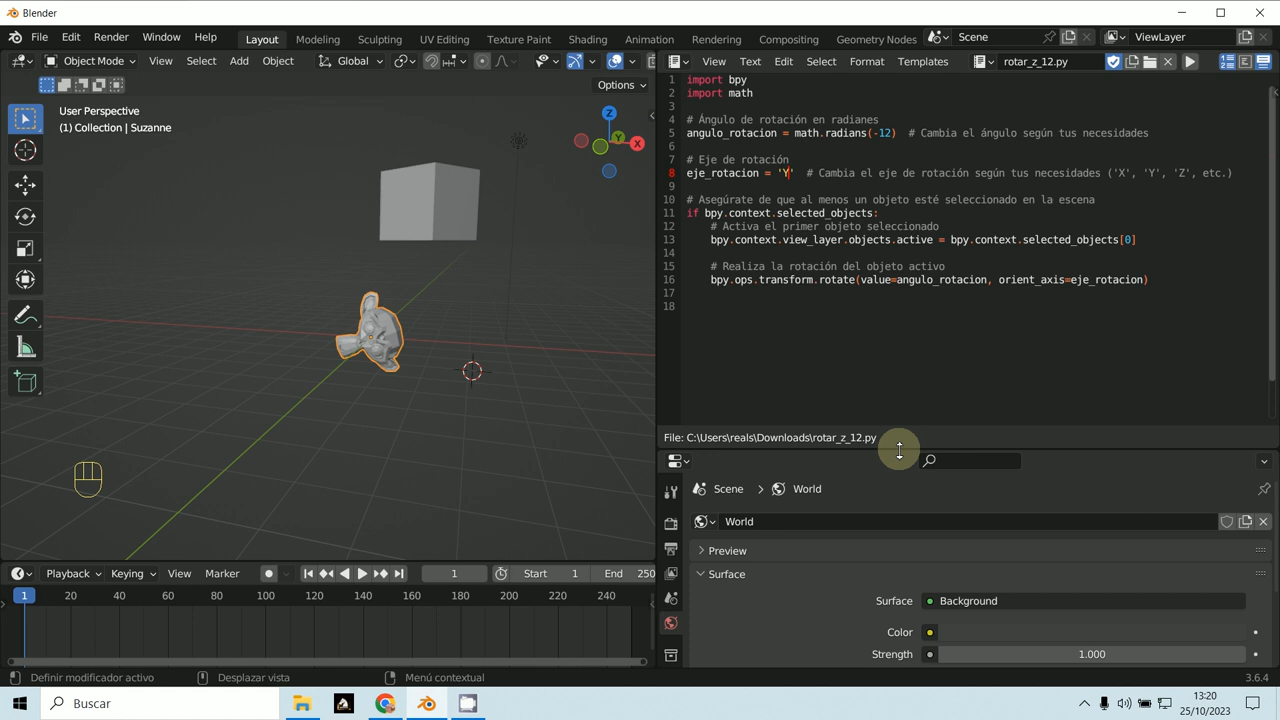 Blender
File Edit Render Window Help Layout Modeling Sculpting UV Editing Texture Paint Shading Animation Rendering Compositing Geometry Nodes Scene ViewLayer
Object Mode View Select Add Object Global
Options
User Perspective
(1) Collection | Suzanne
Z
Y
X
View Text Edit Select Format Templates rotar_z_12.py
1 import bpy
2 import math
3
4 # Ángulo de rotación en radianes
5 angulo_rotacion = math.radians(-12) # Cambia el ángulo según tus necesidades
6
7 # Eje de rotación
8 eje_rotacion = 'Y' # Cambia el eje de rotación según tus necesidades ('X', 'Y', 'Z', etc.)
9
10 # Asegúrate de que al menos un objeto esté seleccionado en la escena
11 if bpy.context.selected_objects:
12 # Activa el primer objeto seleccionado
13 bpy.context.view_layer.objects.active = bpy.context.selected_objects[0]
14
15 # Realiza la rotación del objeto activo
16 bpy.ops.transform.rotate(value=angulo_rotacion, orient_axis=eje_rotacion)
17
18
File: C:\Users\reals\Downloads\rotar_z_12.py
Scene > World
World
Preview
Surface
Surface Background
Color
Strength 1.000
Playback Keying View Marker 1 Start 1 End 250
1 20 40 60 80 100 120 140 160 180 200 220 240
Definir modificador activo Desplazar vista Menú contextual 3.6.4
Buscar
13:20
25/10/2023